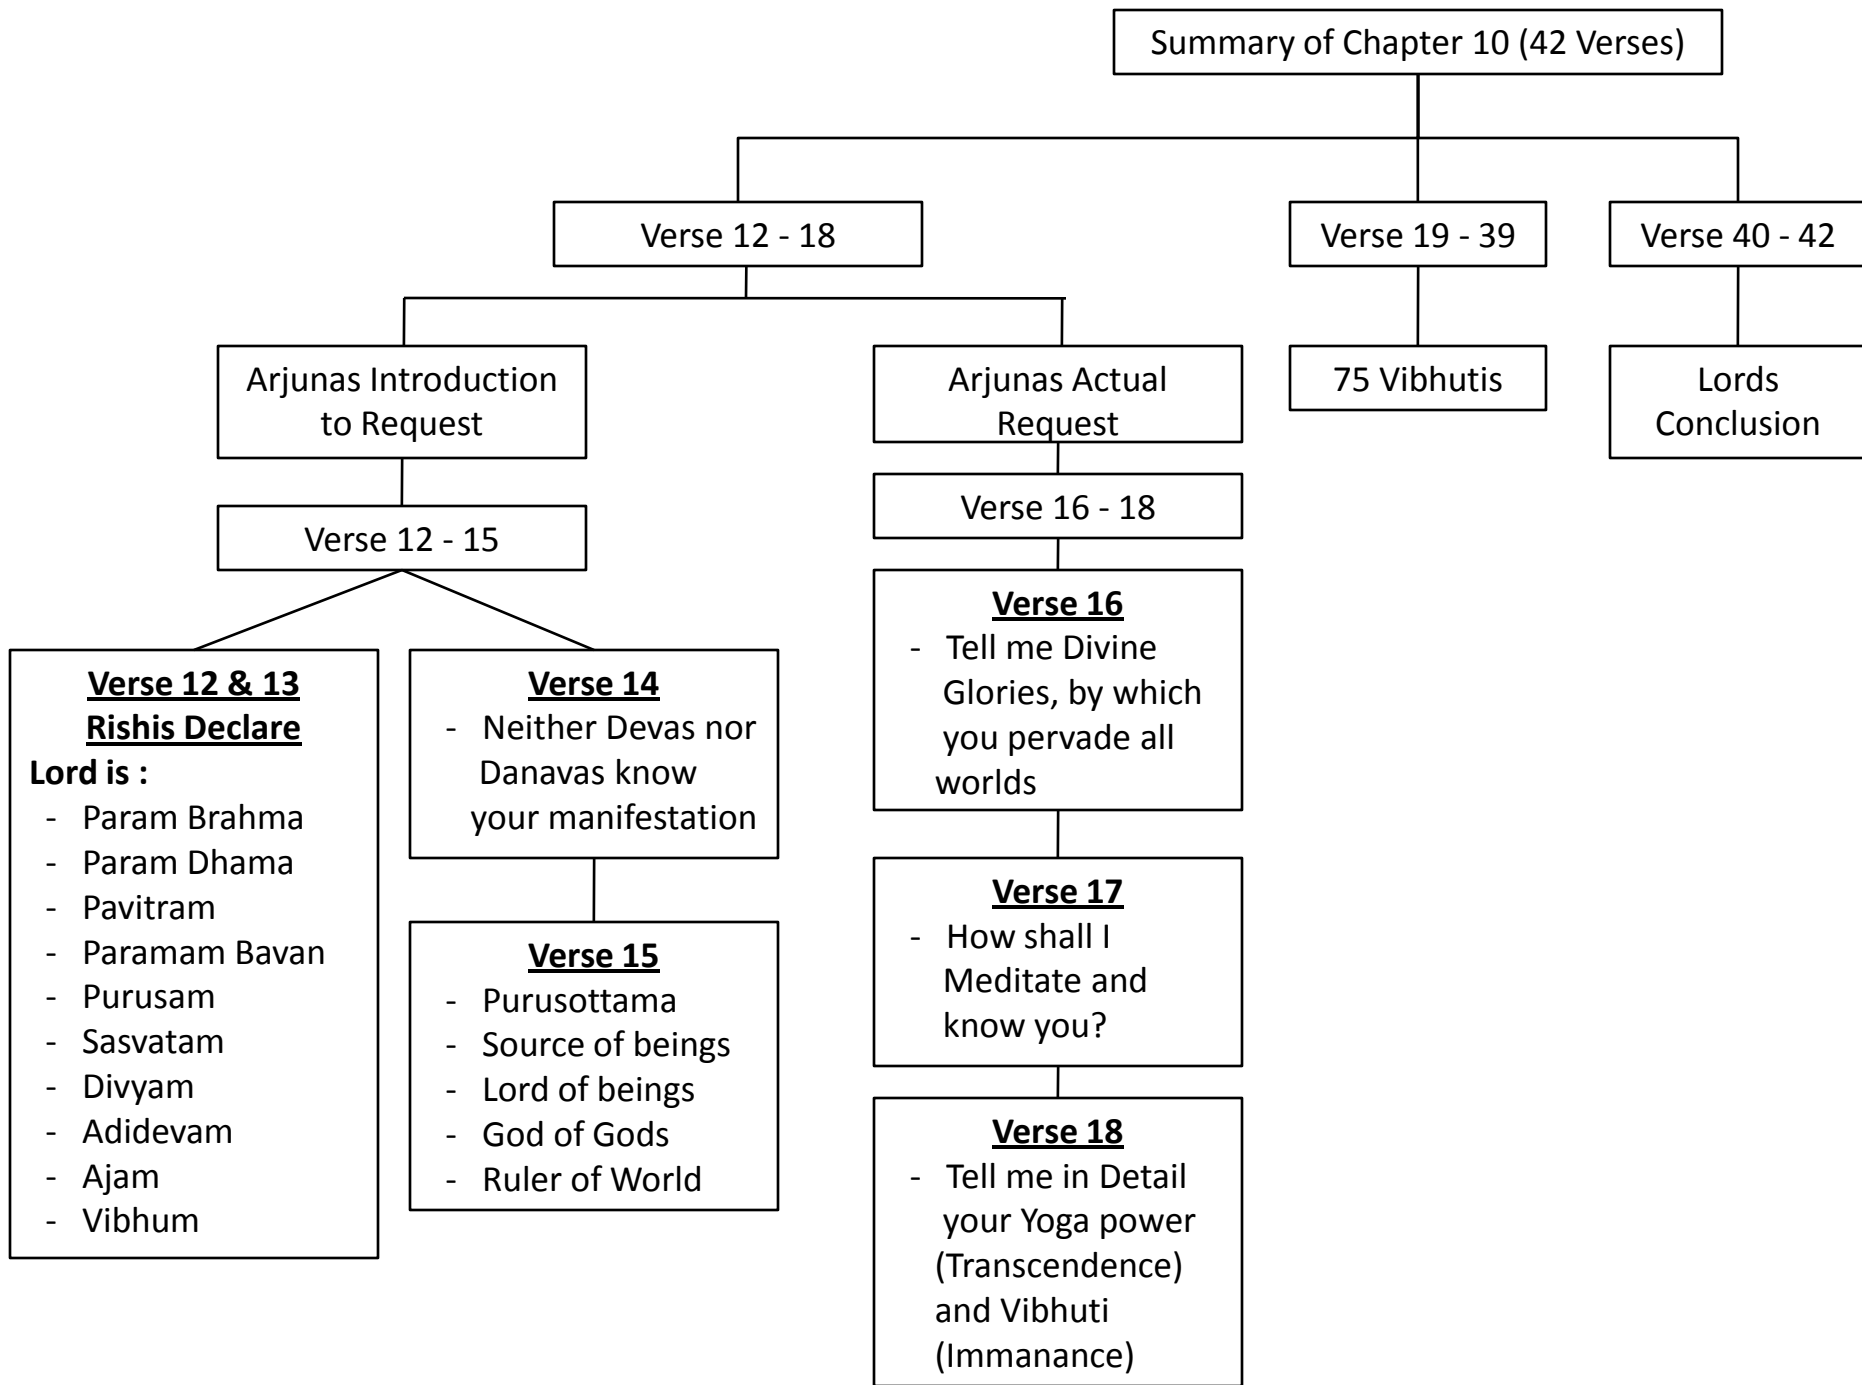 Summary of Chapter 10 (42 Verses)
Verse 12 - 18
Verse 19 - 39
Verse 40 - 42
Arjunas Introduction
to Request
Arjunas Actual
Request
75 Vibhutis
Lords
Conclusion
Verse 12 - 15
Verse 16 - 18
Verse 12 & 13
Rishis Declare
Lord is :
- Param Brahma
- Param Dhama
- Pavitram
- Paramam Bavan
- Purusam
- Sasvatam
- Divyam
- Adidevam
- Ajam
- Vibhum
Verse 14
- Neither Devas nor
Danavas know
your manifestation
Verse 15
- Purusottama
- Source of beings
- Lord of beings
- God of Gods
- Ruler of World
Verse 16
- Tell me Divine
Glories, by which
you pervade all
worlds
Verse 17
- How shall I
Meditate and
know you?
Verse 18
- Tell me in Detail
your Yoga power
(Transcendence)
and Vibhuti
(Immanance)